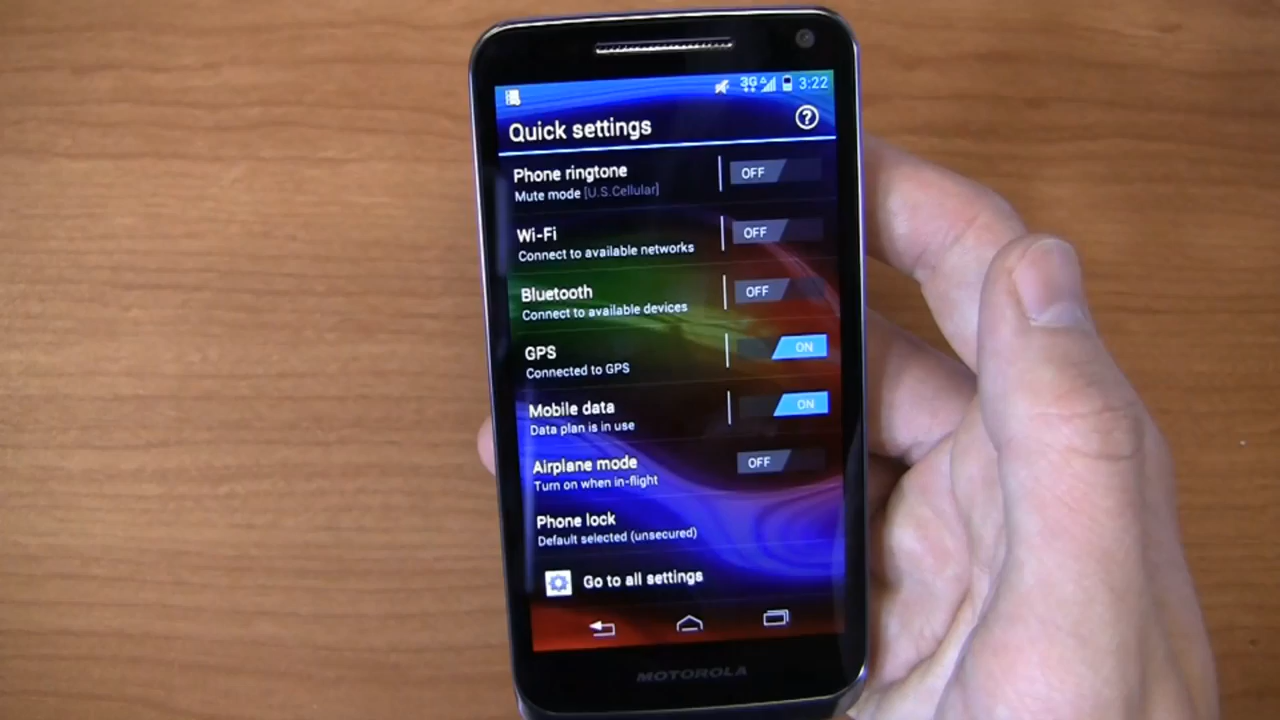 3G 3:22
Quick settings ?
Phone ringtone OFF
Mute mode [U.S.Cellular]
Wi-Fi OFF
Connect to available networks
Bluetooth OFF
Connect to available devices
GPS ON
Connected to GPS
Mobile data ON
Data plan is in use
Airplane mode OFF
Turn on when in-flight
Phone lock
Default selected (unsecured)
Go to all settings
MOTOROLA